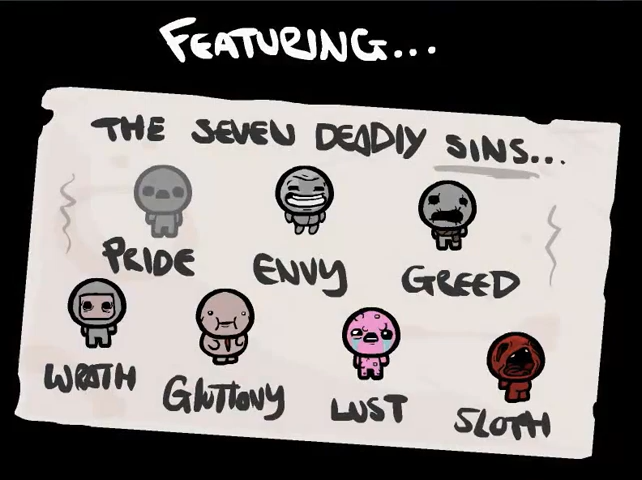 FEATURING...
THE SEVEN DEADLY SINS...
PRIDE ENVY GREED
WRATH GluTTony LUST SLOTH